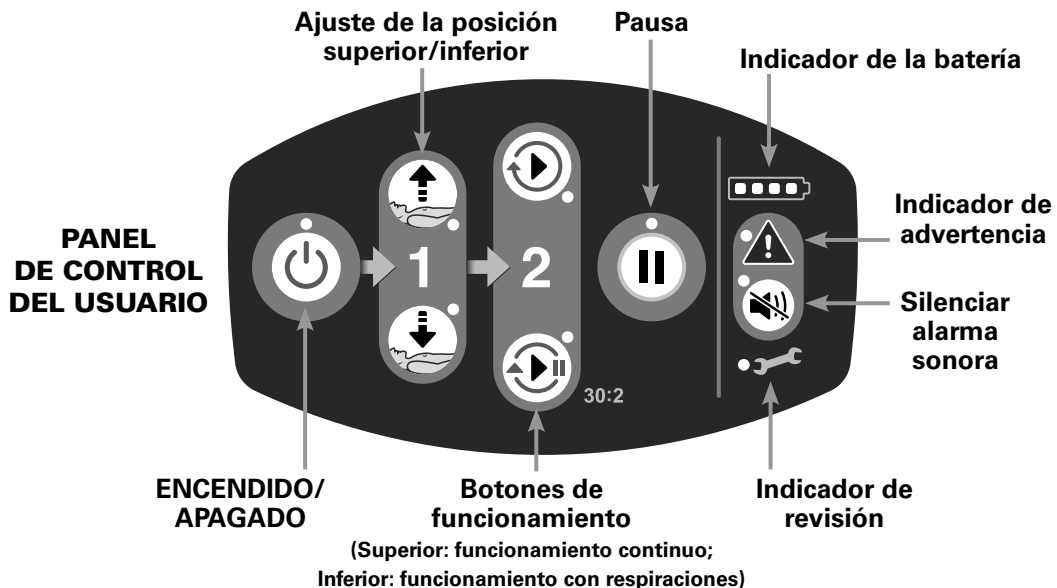 Ajuste de la posición
superior/inferior
Pausa
Indicador de la batería
Indicador de
advertencia
PANEL
DE CONTROL
DEL USUARIO
1
2
Silenciar
alarma
sonora
30:2
ENCENDIDO/
APAGADO
Botones de
funcionamiento
(Superior: funcionamiento continuo;
Inferior: funcionamiento con respiraciones)
Indicador de
revisión